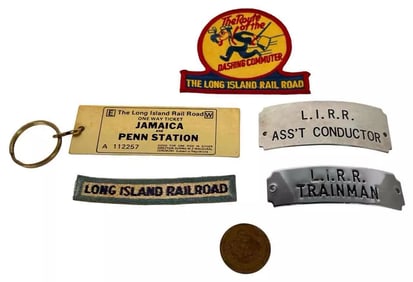 The Route
of the
DASHING COMMUTER
THE LONG ISLAND RAIL ROAD
E The Long Island Rail Road W
ONE WAY TICKET
JAMAICA
PENN STATION
A 112257
L.I.R.R.
ASS'T CONDUCTOR
LONG ISLAND RAILROAD
L.I.R.R.
TRAINMAN